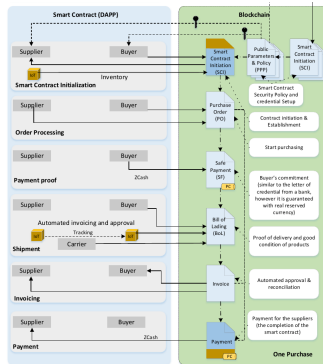 Smart Contract (DAPP)
Blockchain
Supplier
Buyer
IoT
Inventory
Smart Contract Initialization
Smart
Contract
Initiation
(SCI)
Public
Parameters
& Policy
(PPP)
Smart
Contract
Initiation
(SCI)
Smart Contract
Security Policy and
credential Setup
Supplier
Buyer
Order Processing
Purchase
Order
(PO)
Contract Initiation &
Establishment
Start purchasing
Supplier
Buyer
ZCash
Payment proof
Safe
Payment
(SF)
FC
Buyer's commitment
(similar to the letter of
credential from a bank,
however it is guaranteed
with real reserved
currency)
Supplier
Buyer
Automated invoicing and approval
IoT
Tracking
IoT
Carrier
Shipment
Bill of
Lading
(BoL)
Proof of delivery and good
condition of products
Supplier
Buyer
Invoicing
Invoice
Automated approval &
reconciliation
Supplier
Buyer
ZCash
Payment
Payment
FC
Payment for the suppliers
(the completion of the
smart contract)
One Purchase